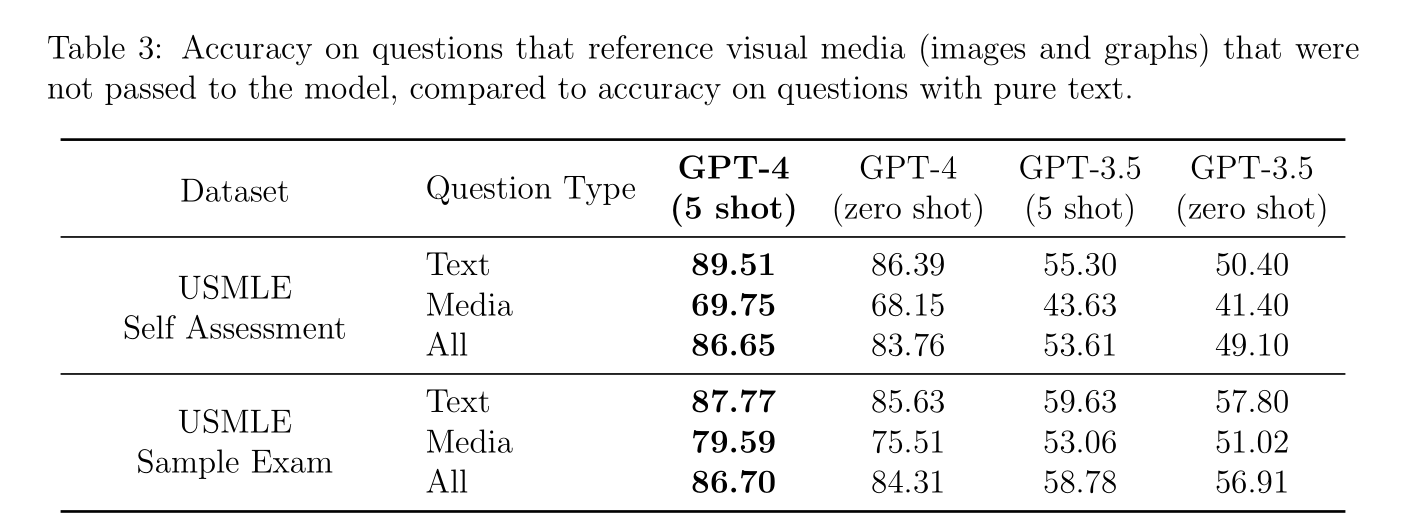 Table 3: Accuracy on questions that reference visual media (images and graphs) that were
not passed to the model, compared to accuracy on questions with pure text.
Dataset Question Type GPT-4 (5 shot) GPT-4 (zero shot) GPT-3.5 (5 shot) GPT-3.5 (zero shot)
USMLE Self Assessment
Text 89.51 86.39 55.30 50.40
Media 69.75 68.15 43.63 41.40
All 86.65 83.76 53.61 49.10
USMLE Sample Exam
Text 87.77 85.63 59.63 57.80
Media 79.59 75.51 53.06 51.02
All 86.70 84.31 58.78 56.91